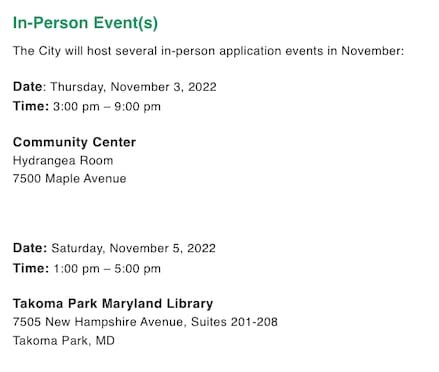 In-Person Event(s)
The City will host several in-person application events in November:
Date: Thursday, November 3, 2022
Time: 3:00 pm – 9:00 pm
Community Center
Hydrangea Room
7500 Maple Avenue
Date: Saturday, November 5, 2022
Time: 1:00 pm – 5:00 pm
Takoma Park Maryland Library
7505 New Hampshire Avenue, Suites 201-208
Takoma Park, MD